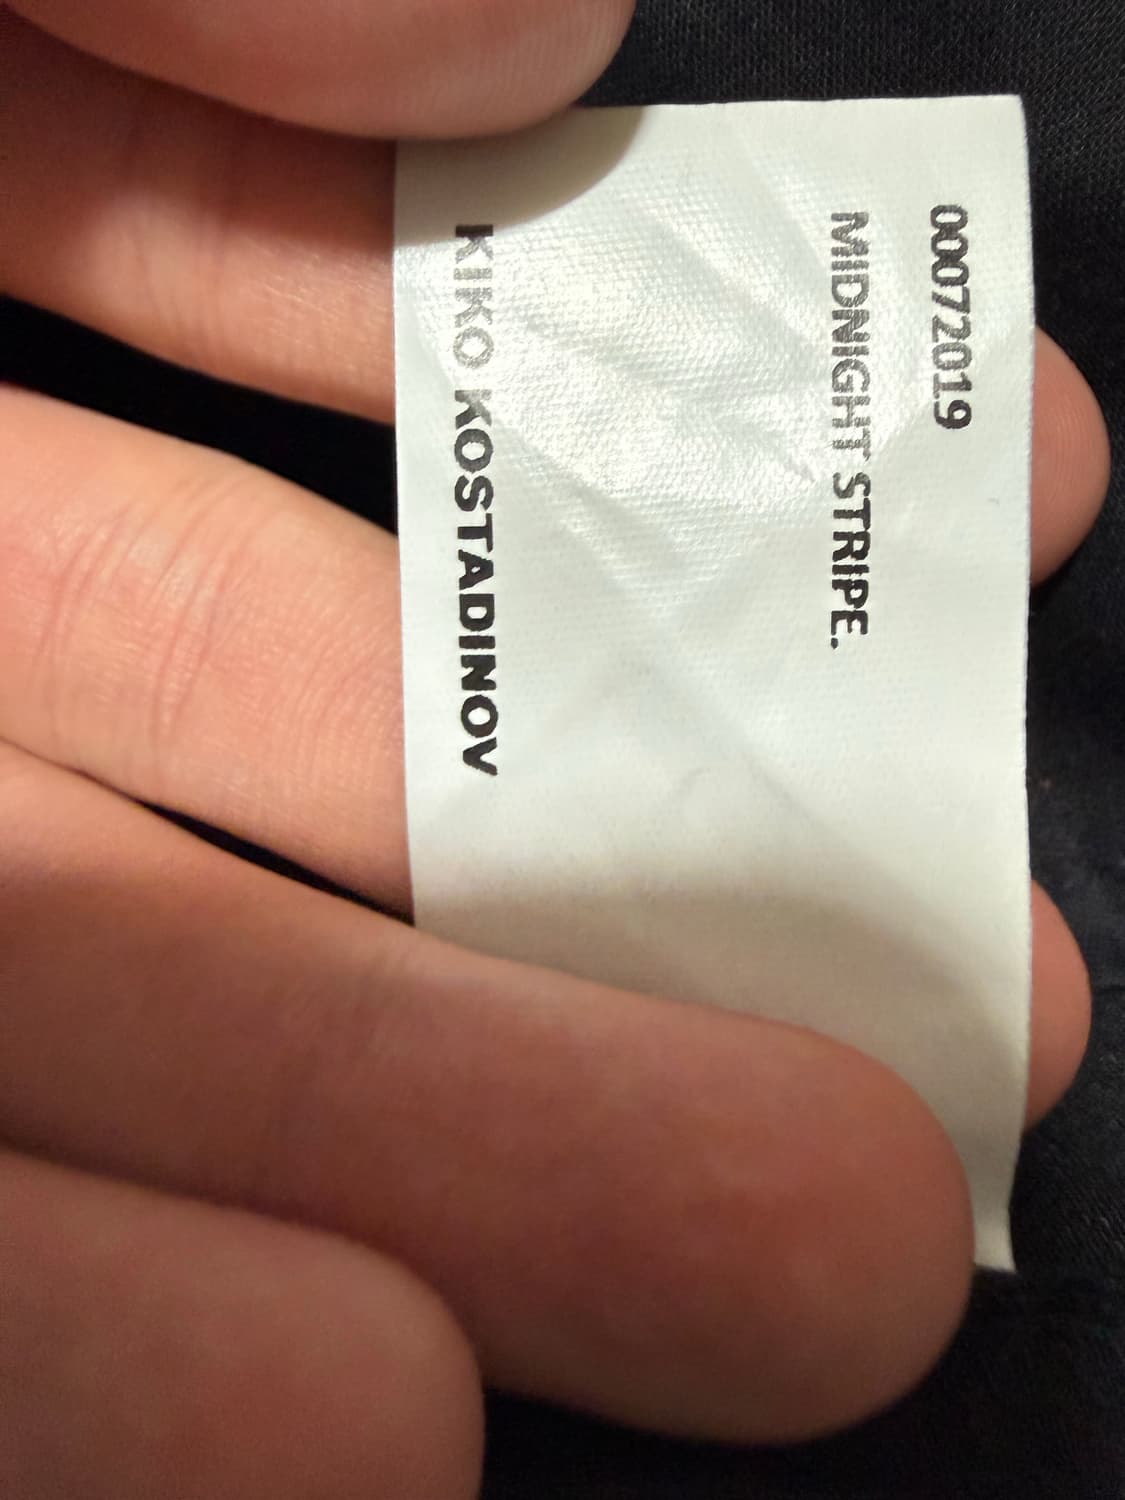 00072019
MIDNIGHT STRIPE.
KIKO KOSTADINOV